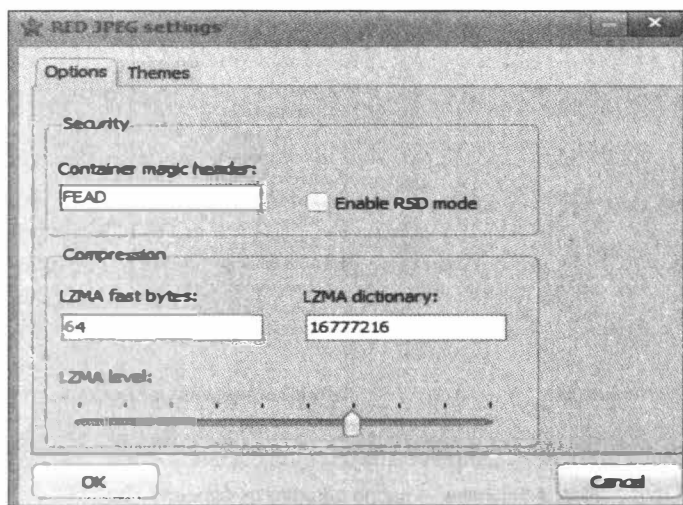 RED JPEG settings
Options Themes
Security
Container magic header:
FEAD
Enable RSD mode
Compression
LZMA fast bytes: LZMA dictionary:
64 16777216
LZMA level:
OK Cancel